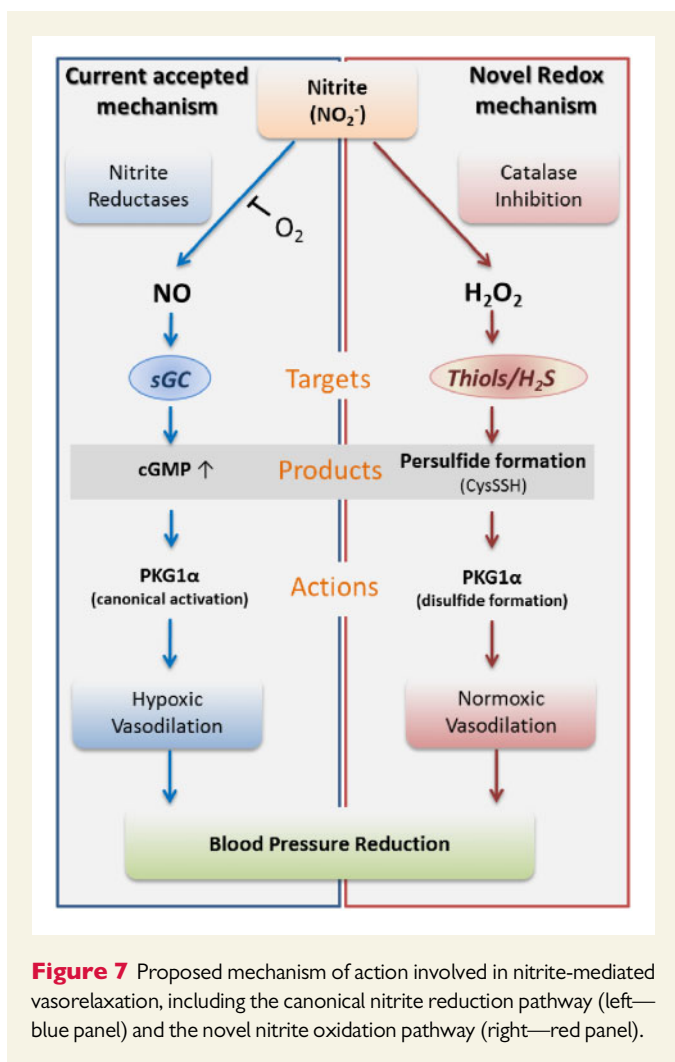 Current accepted
mechanism
Nitrite
(NO₂⁻)
Novel Redox
mechanism
Nitrite
Reductases
Catalase
Inhibition
O₂
NO
H₂O₂
sGC
Targets
Thiols/H₂S
cGMP ↑
Products
Persulfide formation
(CysSSH)
PKG1α
(canonical activation)
Actions
PKG1α
(disulfide formation)
Hypoxic
Vasodilation
Normoxic
Vasodilation
Blood Pressure Reduction
Figure 7 Proposed mechanism of action involved in nitrite-mediated
vasorelaxation, including the canonical nitrite reduction pathway (left—
blue panel) and the novel nitrite oxidation pathway (right—red panel).